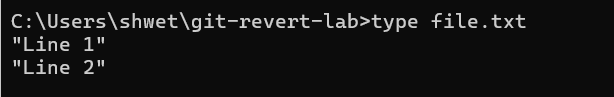 C:\Users\shwet\git-revert-lab>type file.txt
"Line 1"
"Line 2"